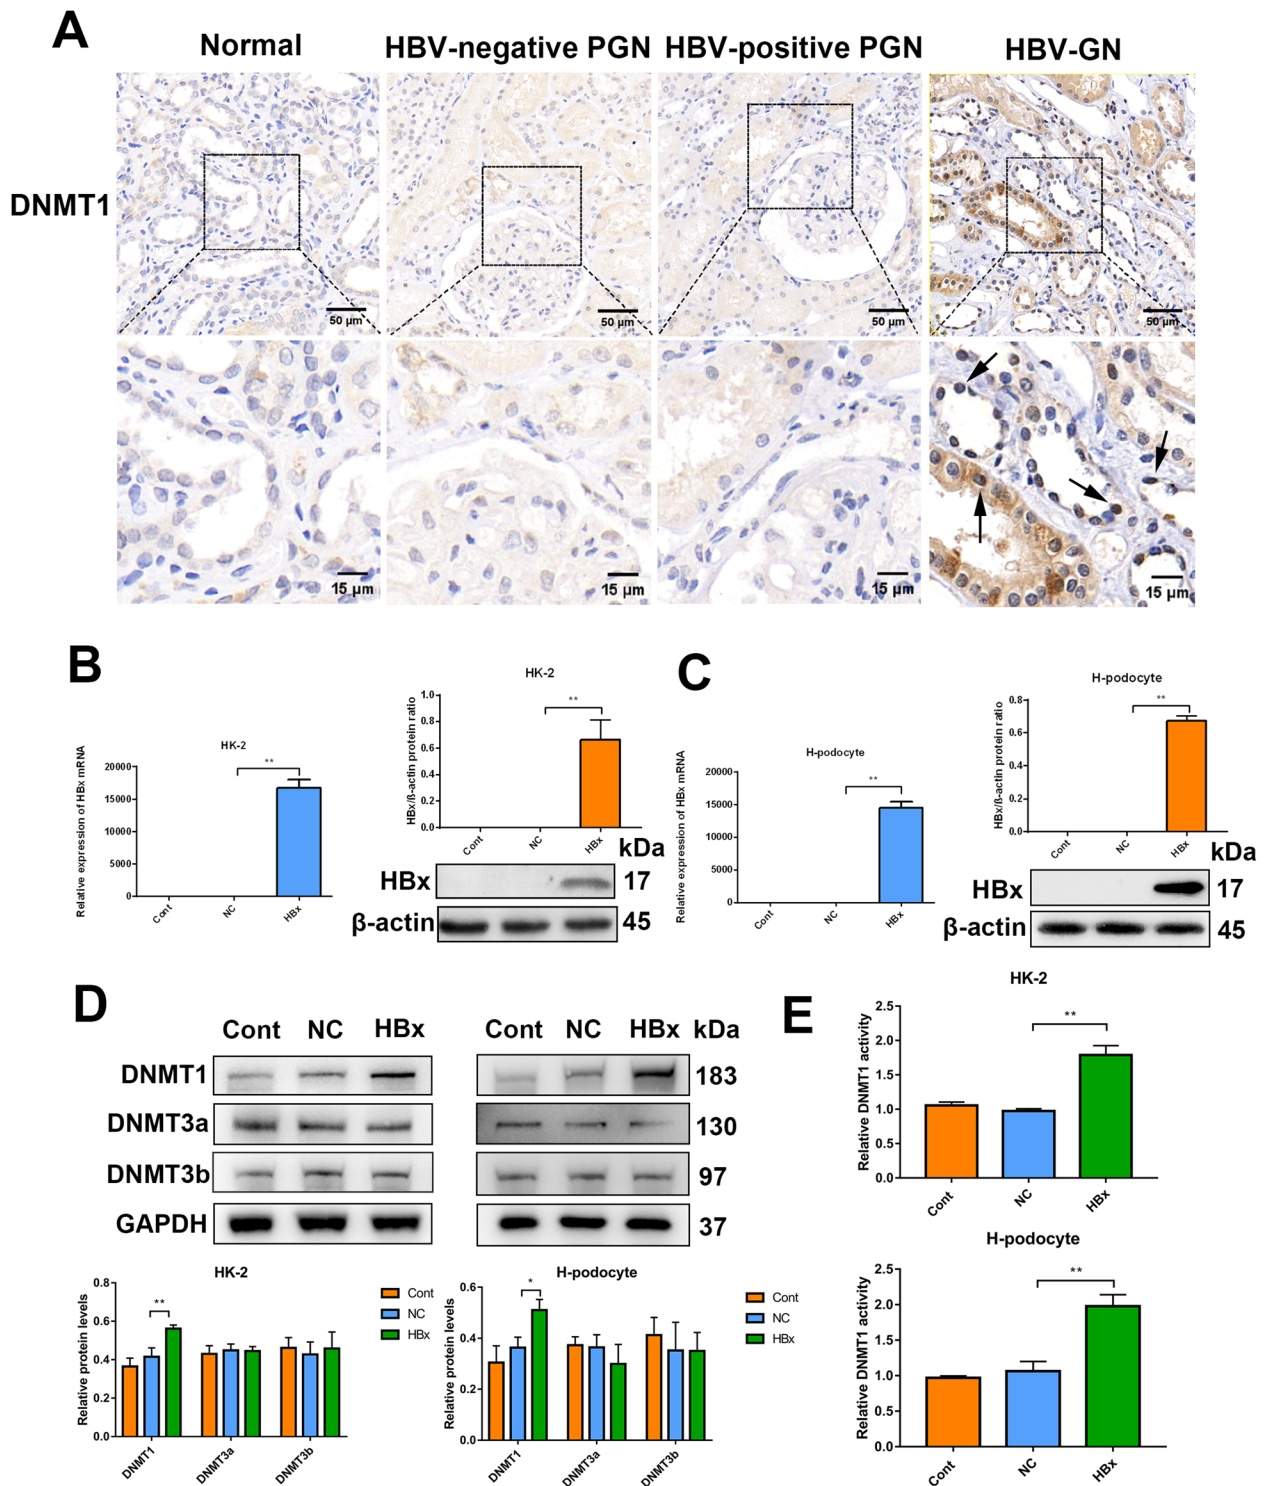 A
Normal
HBV-negative PGN
HBV-positive PGN
HBV-GN
DNMT1
50 μm
50 μm
50 μm
50 μm
15 μm
15 μm
15 μm
15 μm
B
HK-2
Relative expression of HBx mRNA
20000
15000
10000
5000
0
**
Cont
NC
HBx
HK-2
HBx/ß-actin protein ratio
1.0
0.8
0.6
0.4
0.2
0.0
**
Cont
NC
HBx
kDa
HBx
17
β-actin
45
C
H-podocyte
Relative expression of HBx mRNA
20000
15000
10000
5000
0
**
Cont
NC
HBx
H-podocyte
HBx/ß-actin protein ratio
0.8
0.6
0.4
0.2
0.0
**
Cont
NC
HBx
kDa
HBx
17
β-actin
45
D
Cont NC HBx
Cont NC HBx kDa
DNMT1
183
DNMT3a
130
DNMT3b
97
GAPDH
37
HK-2
Relative protein levels
0.8
0.6
0.4
0.2
0.0
**
DNMT1
DNMT3a
DNMT3b
Cont
NC
HBx
H-podocyte
Relative protein levels
0.6
0.4
0.2
0.0
*
DNMT1
DNMT3a
DNMT3b
Cont
NC
HBx
E
HK-2
Relative DNMT1 activity
2.5
2.0
1.5
1.0
0.5
0.0
**
Cont
NC
HBx
H-podocyte
Relative DNMT1 activity
2.5
2.0
1.5
1.0
0.5
0.0
**
Cont
NC
HBx